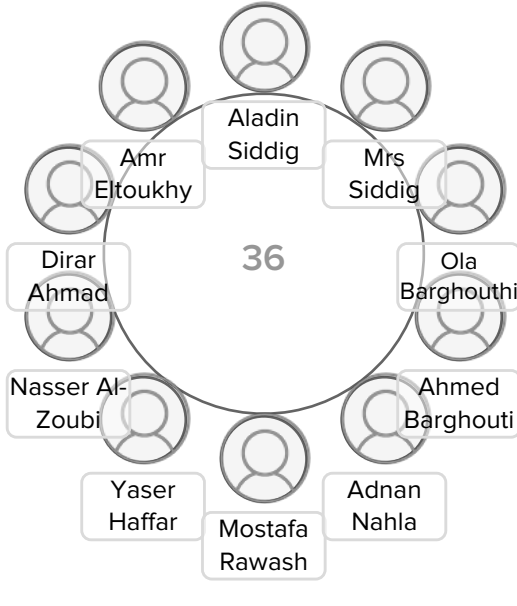 Aladin
Siddig
Amr
Eltoukhy
Mrs
Siddig
Dirar
Ahmad
36
Ola
Barghouthi
Nasser Al-
Zoubi
Ahmed
Barghouti
Yaser
Haffar
Adnan
Nahla
Mostafa
Rawash